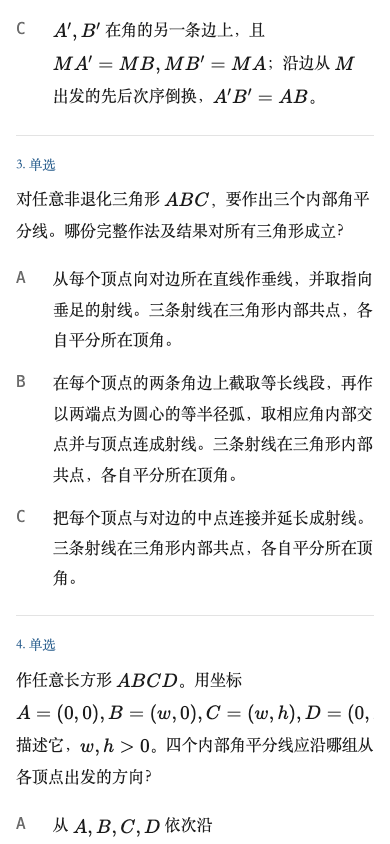 C A′, B′ 在角的另一条边上，且
MA′ = MB, MB′ = MA；沿边从 M
出发的先后次序倒换，A′B′ = AB。
3. 单选
对任意非退化三角形 ABC，要作出三个内部角平
分线。哪份完整作法及结果对所有三角形成立？
A 从每个顶点向对边所在直线作垂线，并取指向
垂足的射线。三条射线在三角形内部共点，各
自平分所在顶角。
B 在每个顶点的两条角边上截取等长线段，再作
以两端点为圆心的等半径弧，取相应角内部交
点并与顶点连成射线。三条射线在三角形内部
共点，各自平分所在顶角。
C 把每个顶点与对边的中点连接并延长成射线。
三条射线在三角形内部共点，各自平分所在顶
角。
4. 单选
作任意长方形 ABCD。用坐标
A = (0, 0), B = (w, 0), C = (w, h), D = (0,
描述它，w, h > 0。四个内部角平分线应沿哪组从
各顶点出发的方向？
A 从 A, B, C, D 依次沿